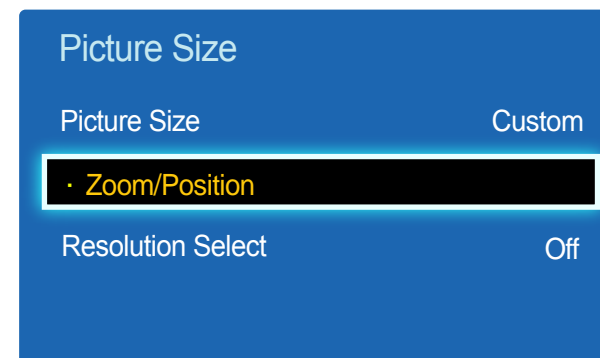 Picture Size
Picture Size Custom
· Zoom/Position
Resolution Select Off